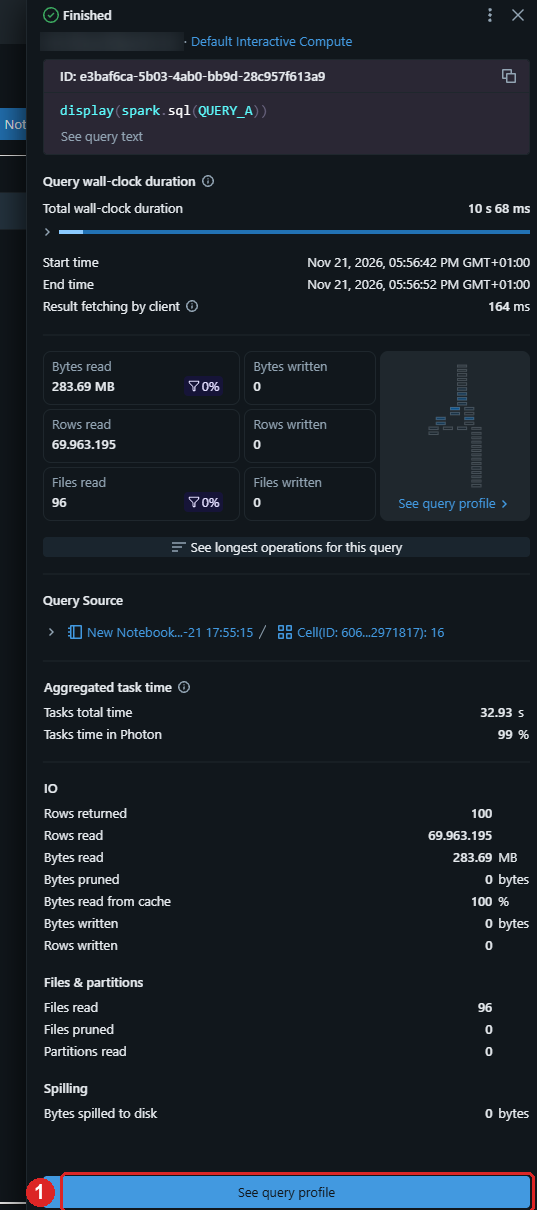 Finished
· Default Interactive Compute
Not
ID: e3baf6ca-5b03-4ab0-bb9d-28c957f613a9
display(spark.sql(QUERY_A))
See query text
Query wall-clock duration
Total wall-clock duration 10 s 68 ms
Start time Nov 21, 2026, 05:56:42 PM GMT+01:00
End time Nov 21, 2026, 05:56:52 PM GMT+01:00
Result fetching by client 164 ms
Bytes read Bytes written
283.69 MB 0% 0
Rows read Rows written
69.963.195 0
Files read Files written
96 0% 0
See query profile
See longest operations for this query
Query Source
New Notebook...-21 17:55:15 / Cell(ID: 606...2971817): 16
Aggregated task time
Tasks total time 32.93 s
Tasks time in Photon 99 %
IO
Rows returned 100
Rows read 69.963.195
Bytes read 283.69 MB
Bytes pruned 0 bytes
Bytes read from cache 100 %
Bytes written 0 bytes
Rows written 0
Files & partitions
Files read 96
Files pruned 0
Partitions read 0
Spilling
Bytes spilled to disk 0 bytes
1 See query profile